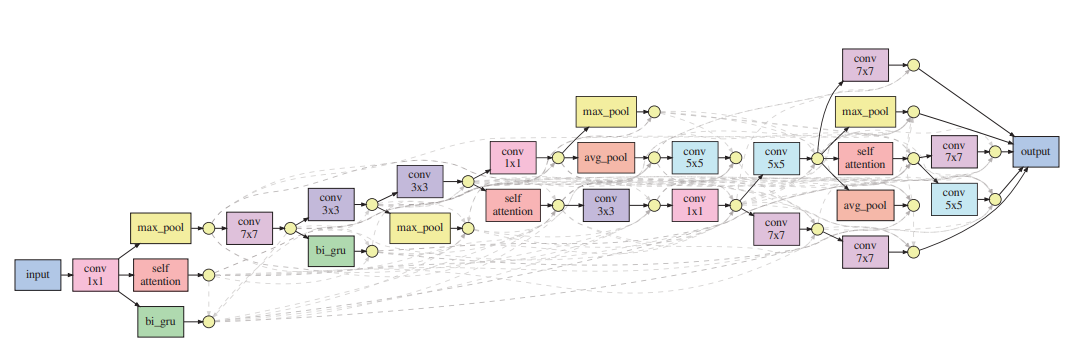 input
conv
1x1
max_pool
self
attention
bi_gru
conv
7x7
conv
3x3
bi_gru
conv
3x3
max_pool
conv
1x1
self
attention
max_pool
avg_pool
conv
3x3
conv
5x5
conv
1x1
conv
5x5
conv
7x7
conv
7x7
max_pool
self
attention
avg_pool
conv
7x7
conv
7x7
conv
5x5
output